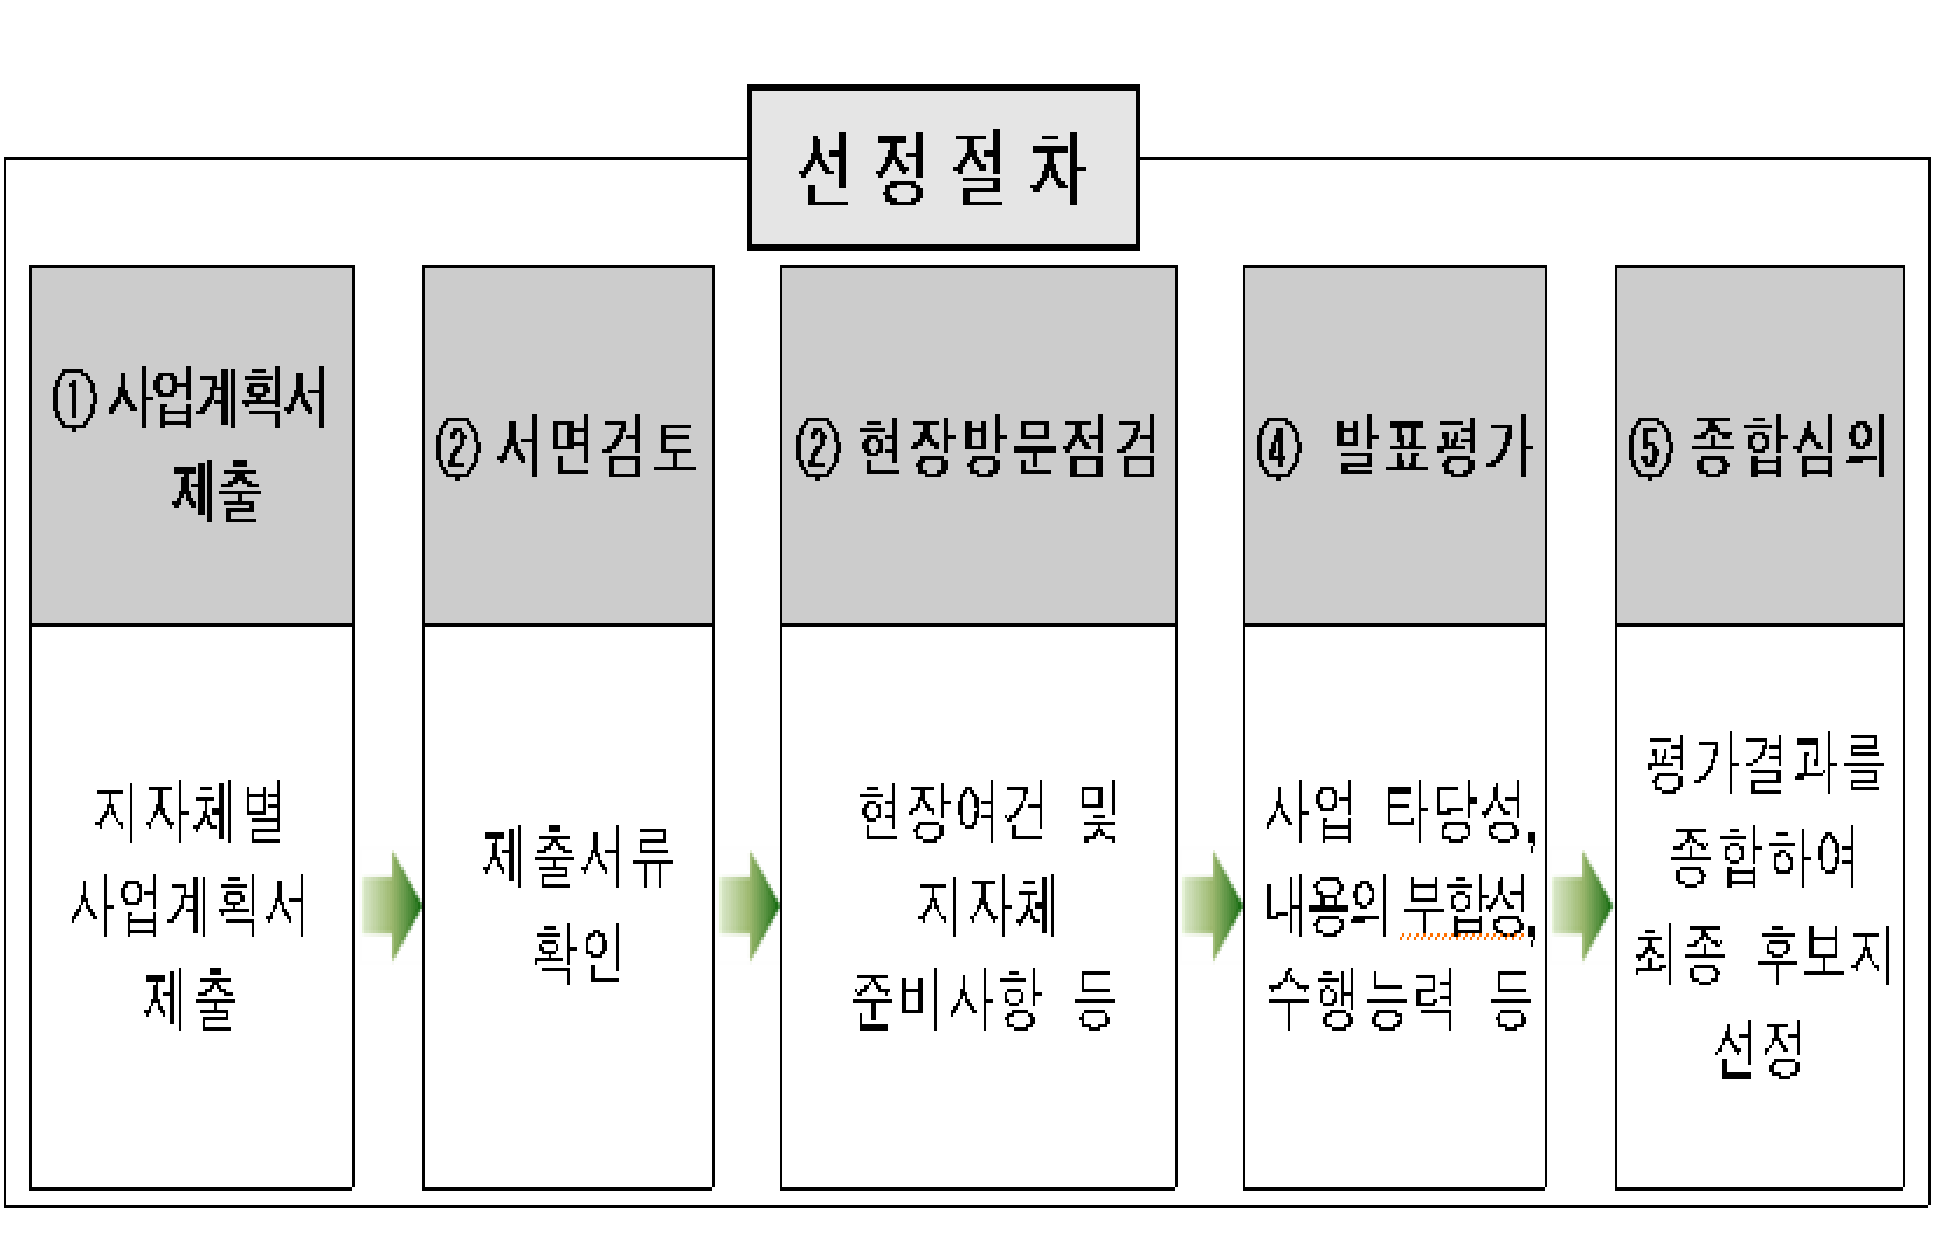 선정절차
① 사업계획서
제출
② 서면검토
② 현장방문점검
④ 발표평가
⑤ 종합심의
지자체별
사업계획서
제출
제출서류
확인
현장여건 및
지자체
준비사항 등
사업 타당성,
내용의 부합성,
수행능력 등
평가결과를
종합하여
최종 후보지
선정